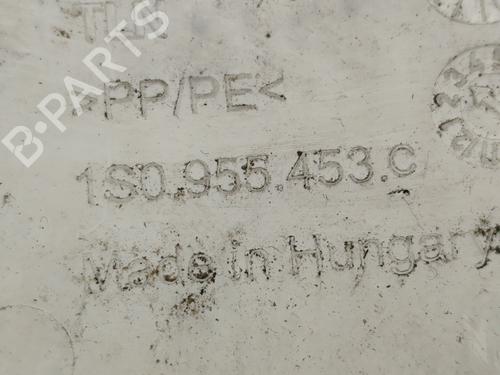 B-PARTS
>PP/PE<
1S0.955.453.C
Made in Hungary